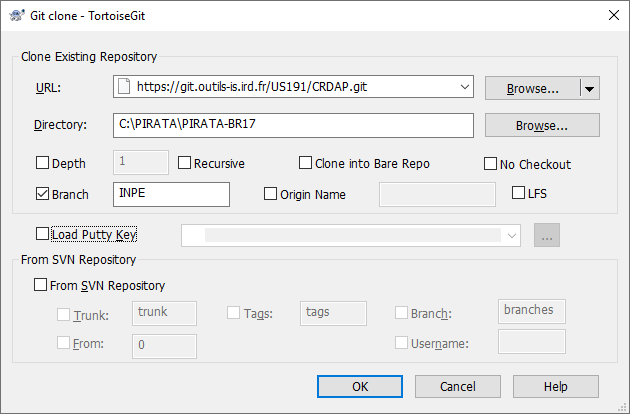 Git clone - TortoiseGit
Clone Existing Repository
URL: https://git.outils-is.ird.fr/US191/CRDAP.git Browse...
Directory: C:\PIRATA\PIRATA-BR17 Browse...
Depth 1 Recursive Clone into Bare Repo No Checkout
Branch INPE Origin Name LFS
Load Putty Key ...
From SVN Repository
From SVN Repository
Trunk: trunk Tags: tags Branch: branches
From: 0 Username:
OK Cancel Help